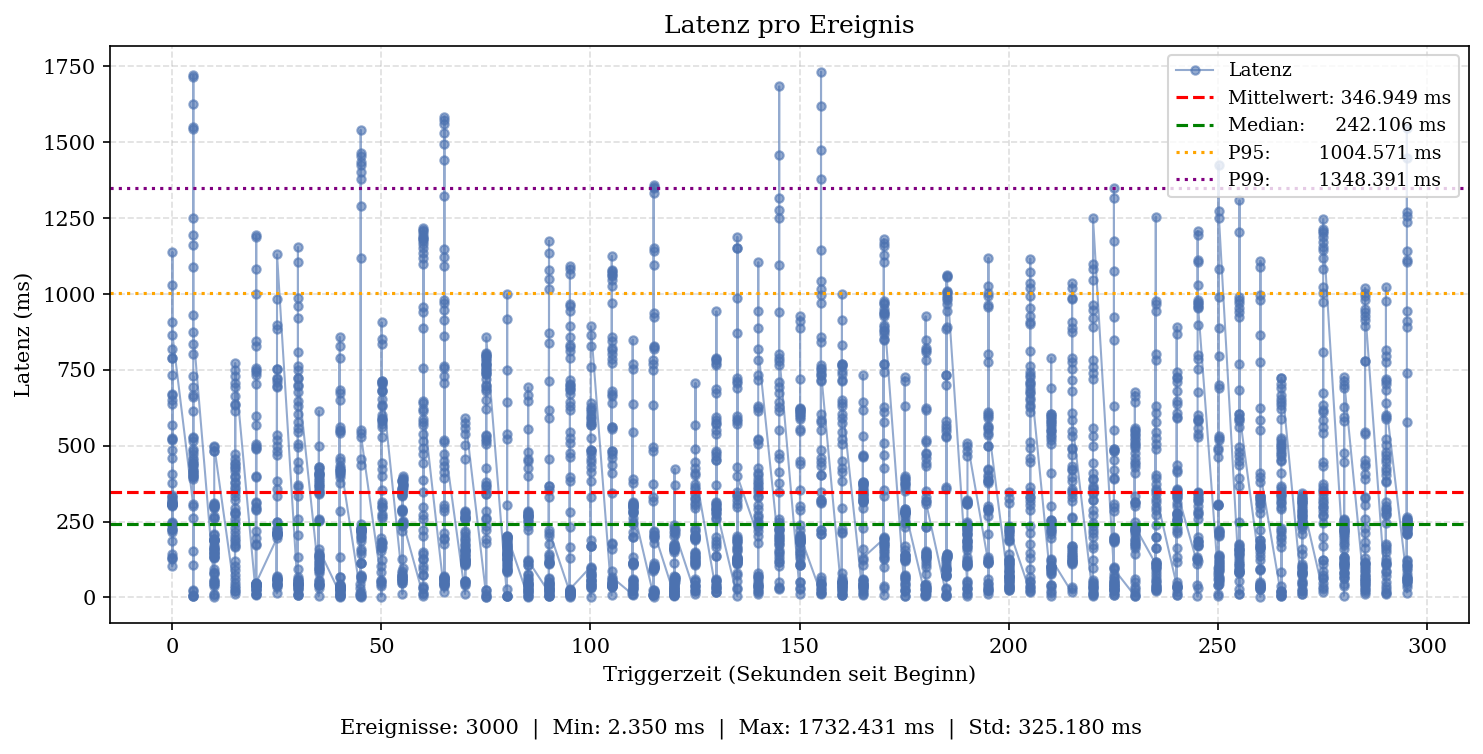 Latenz pro Ereignis
Latenz (ms)
1750
1500
1250
1000
750
500
250
0
Latenz
Mittelwert: 346.949 ms
Median: 242.106 ms
P95: 1004.571 ms
P99: 1348.391 ms
0 50 100 150 200 250 300
Triggerzeit (Sekunden seit Beginn)
Ereignisse: 3000 | Min: 2.350 ms | Max: 1732.431 ms | Std: 325.180 ms